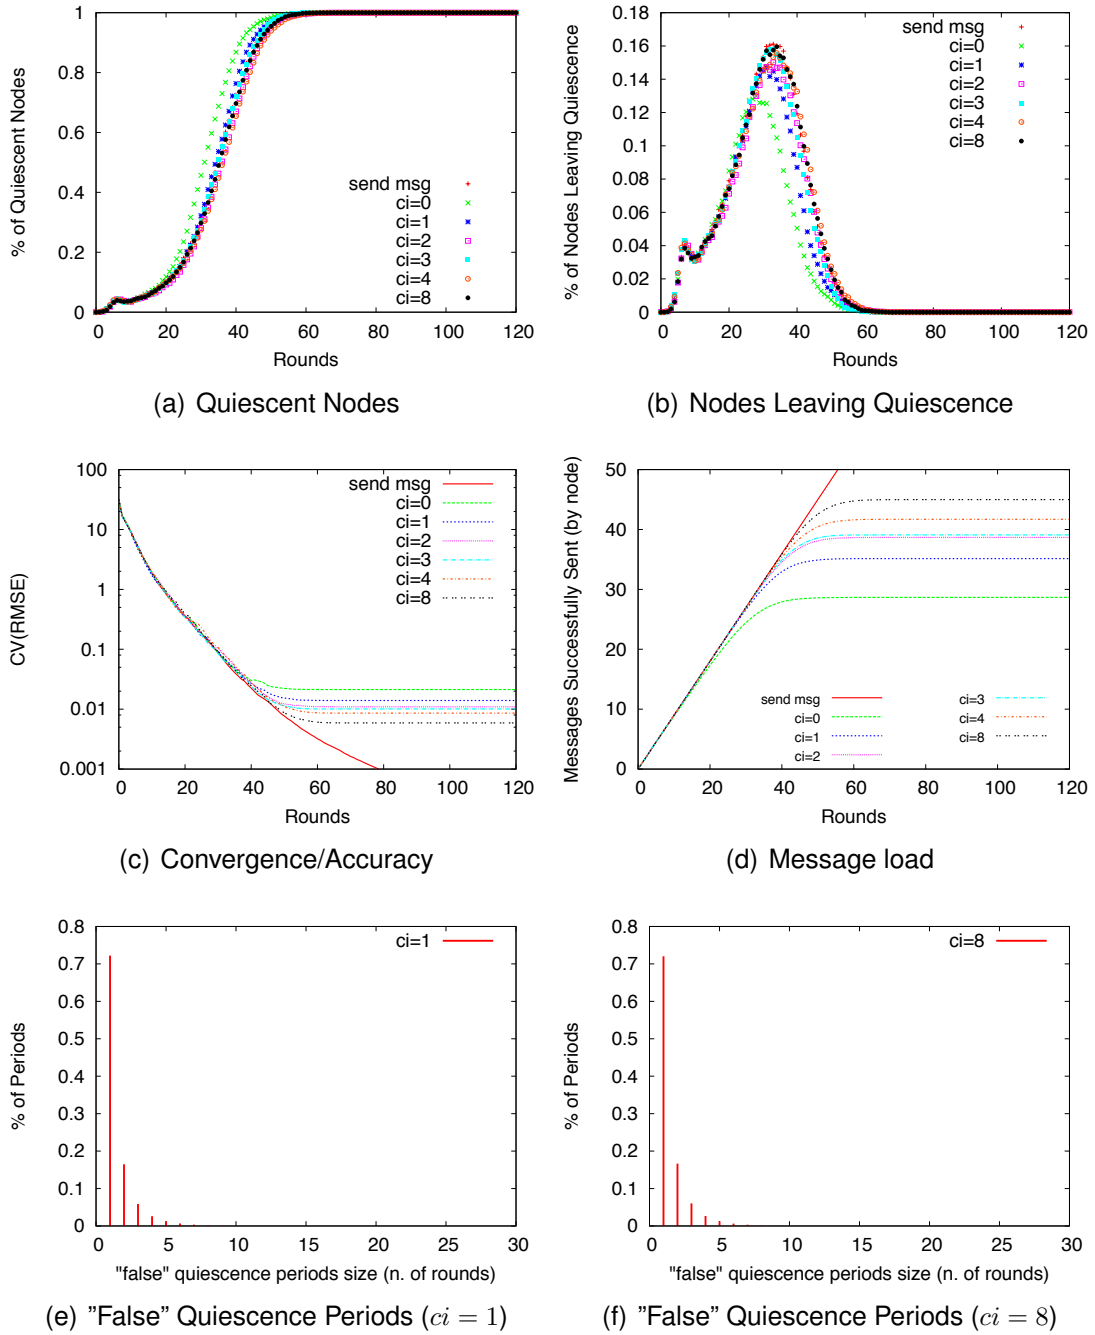 % of Quiescent Nodes
1
0.8
0.6
0.4
0.2
0
0 20 40 60 80 100 120
Rounds
send msg
ci=0
ci=1
ci=2
ci=3
ci=4
ci=8
(a) Quiescent Nodes
% of Nodes Leaving Quiescence
0.18
0.16
0.14
0.12
0.1
0.08
0.06
0.04
0.02
0
0 20 40 60 80 100 120
Rounds
send msg
ci=0
ci=1
ci=2
ci=3
ci=4
ci=8
(b) Nodes Leaving Quiescence
CV(RMSE)
100
10
1
0.1
0.01
0.001
0 20 40 60 80 100 120
Rounds
send msg
ci=0
ci=1
ci=2
ci=3
ci=4
ci=8
(c) Convergence/Accuracy
Messages Successfully Sent (by node)
50
40
30
20
10
0
0 20 40 60 80 100 120
Rounds
send msg
ci=0
ci=1
ci=2
ci=3
ci=4
ci=8
(d) Message load
% of Periods
0.8
0.7
0.6
0.5
0.4
0.3
0.2
0.1
0
0 5 10 15 20 25 30
"false" quiescence periods size (n. of rounds)
ci=1
(e) ”False” Quiescence Periods (ci = 1)
% of Periods
0.8
0.7
0.6
0.5
0.4
0.3
0.2
0.1
0
0 5 10 15 20 25 30
"false" quiescence periods size (n. of rounds)
ci=8
(f) ”False” Quiescence Periods (ci = 8)